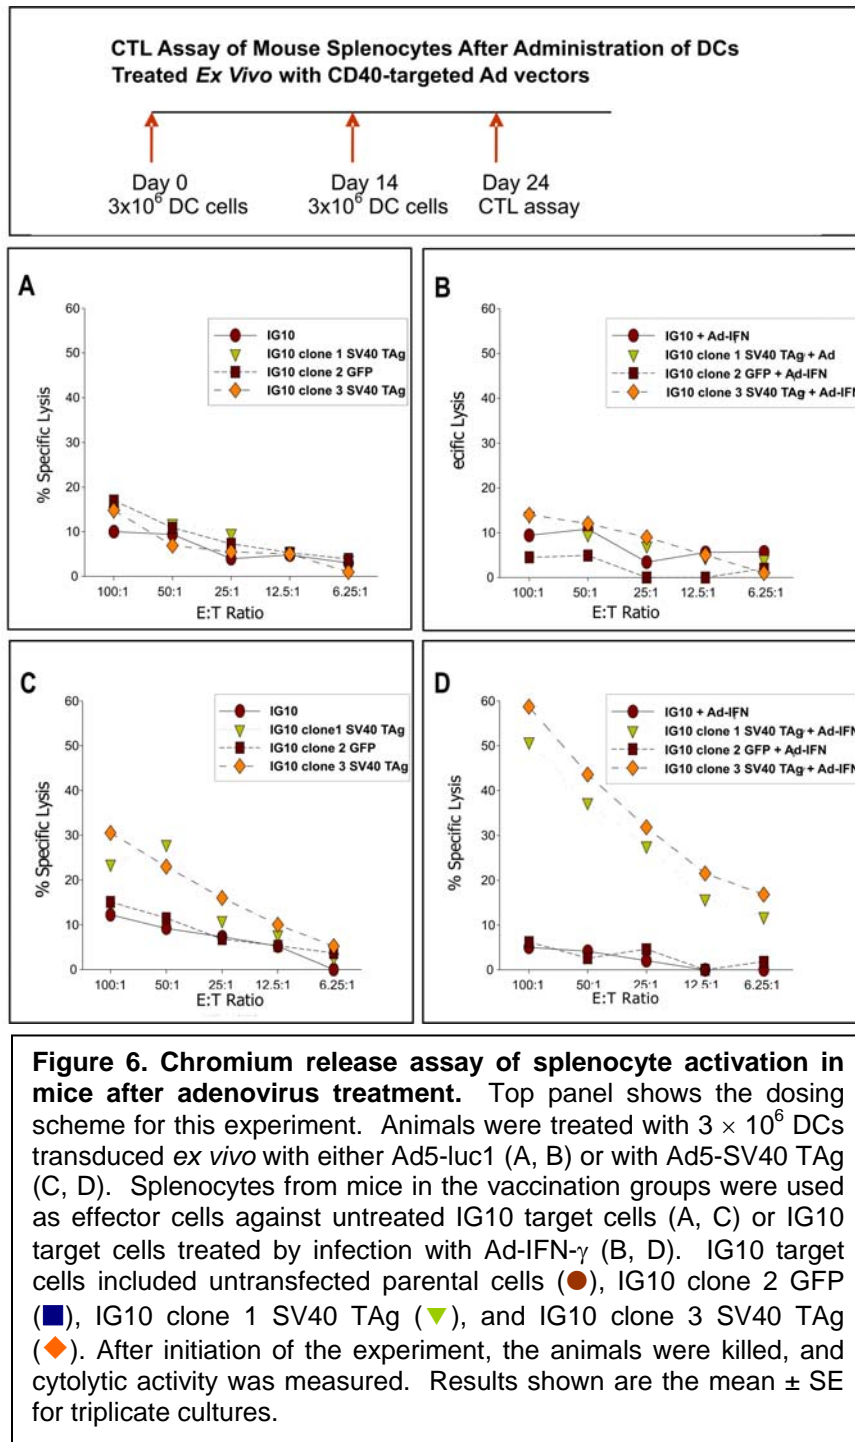 CTL Assay of Mouse Splenocytes After Administration of DCs
Treated Ex Vivo with CD40-targeted Ad vectors
Day 0
3x10⁶ DC cells
Day 14
3x10⁶ DC cells
Day 24
CTL assay
A
IG10
IG10 clone 1 SV40 TAg
IG10 clone 2 GFP
IG10 clone 3 SV40 TAg
% Specific Lysis
60
50
40
30
20
10
0
100:1 50:1 25:1 12.5:1 6.25:1
E:T Ratio
B
IG10 + Ad-IFN
IG10 clone 1 SV40 TAg + Ad
IG10 clone 2 GFP + Ad-IFN
IG10 clone 3 SV40 TAg + Ad-IFN
ecific Lysis
60
50
40
30
20
10
0
100:1 50:1 25:1 12.5:1 6.25:1
E:T Ratio
C
IG10
IG10 clone1 SV40 TAg
IG10 clone 2 GFP
IG10 clone 3 SV40 TAg
% Specific Lysis
60
50
40
30
20
10
0
100:1 50:1 25:1 12.5:1 6.25:1
E:T Ratio
D
IG10 + Ad-IFN
IG10 clone 1 SV40 TAg + Ad-IFN
IG10 clone 2 GFP + Ad-IFN
IG10 clone 3 SV40 TAg + Ad-IFN
% Specific Lysis
60
50
40
30
20
10
0
100:1 50:1 25:1 12.5:1 6.25:1
E:T Ratio
Figure 6. Chromium release assay of splenocyte activation in
mice after adenovirus treatment. Top panel shows the dosing
scheme for this experiment. Animals were treated with 3 × 10⁶ DCs
transduced ex vivo with either Ad5-luc1 (A, B) or with Ad5-SV40 TAg
(C, D). Splenocytes from mice in the vaccination groups were used
as effector cells against untreated IG10 target cells (A, C) or IG10
target cells treated by infection with Ad-IFN-γ (B, D). IG10 target
cells included untransfected parental cells (●), IG10 clone 2 GFP
(■), IG10 clone 1 SV40 TAg (▼), and IG10 clone 3 SV40 TAg
(◆). After initiation of the experiment, the animals were killed, and
cytolytic activity was measured. Results shown are the mean ± SE
for triplicate cultures.